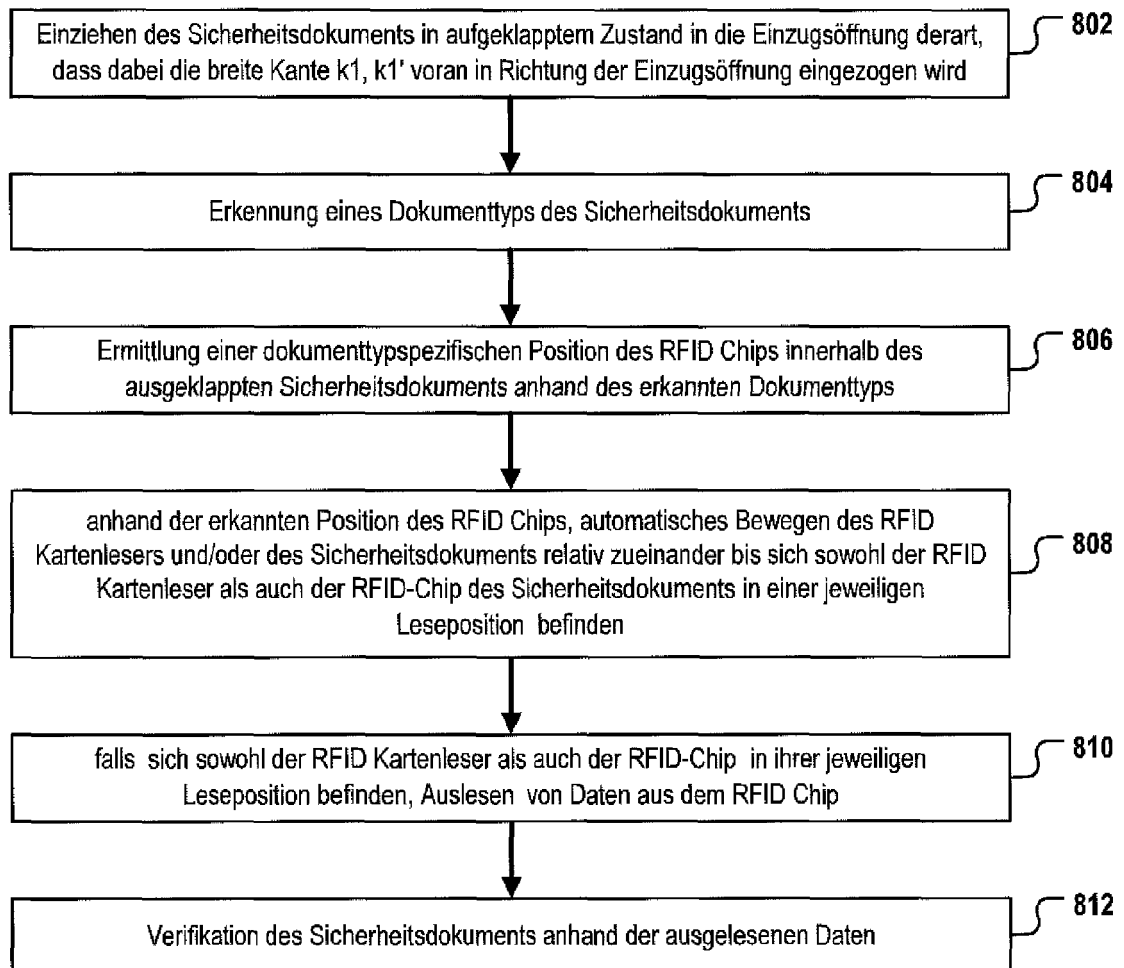 Einziehen des Sicherheitsdokuments in aufgeklapptem Zustand in die Einzugsöffnung derart,
dass dabei die breite Kante k1, k1' voran in Richtung der Einzugsöffnung eingezogen wird
802
Erkennung eines Dokumenttyps des Sicherheitsdokuments
804
Ermittlung einer dokumenttypspezifischen Position des RFID Chips innerhalb des
ausgeklappten Sicherheitsdokuments anhand des erkannten Dokumenttyps
806
anhand der erkannten Position des RFID Chips, automatisches Bewegen des RFID
Kartenlesers und/oder des Sicherheitsdokuments relativ zueinander bis sich sowohl der RFID
Kartenleser als auch der RFID-Chip des Sicherheitsdokuments in einer jeweiligen
Leseposition befinden
808
falls sich sowohl der RFID Kartenleser als auch der RFID-Chip in ihrer jeweiligen
Leseposition befinden, Auslesen von Daten aus dem RFID Chip
810
Verifikation des Sicherheitsdokuments anhand der ausgelesenen Daten
812